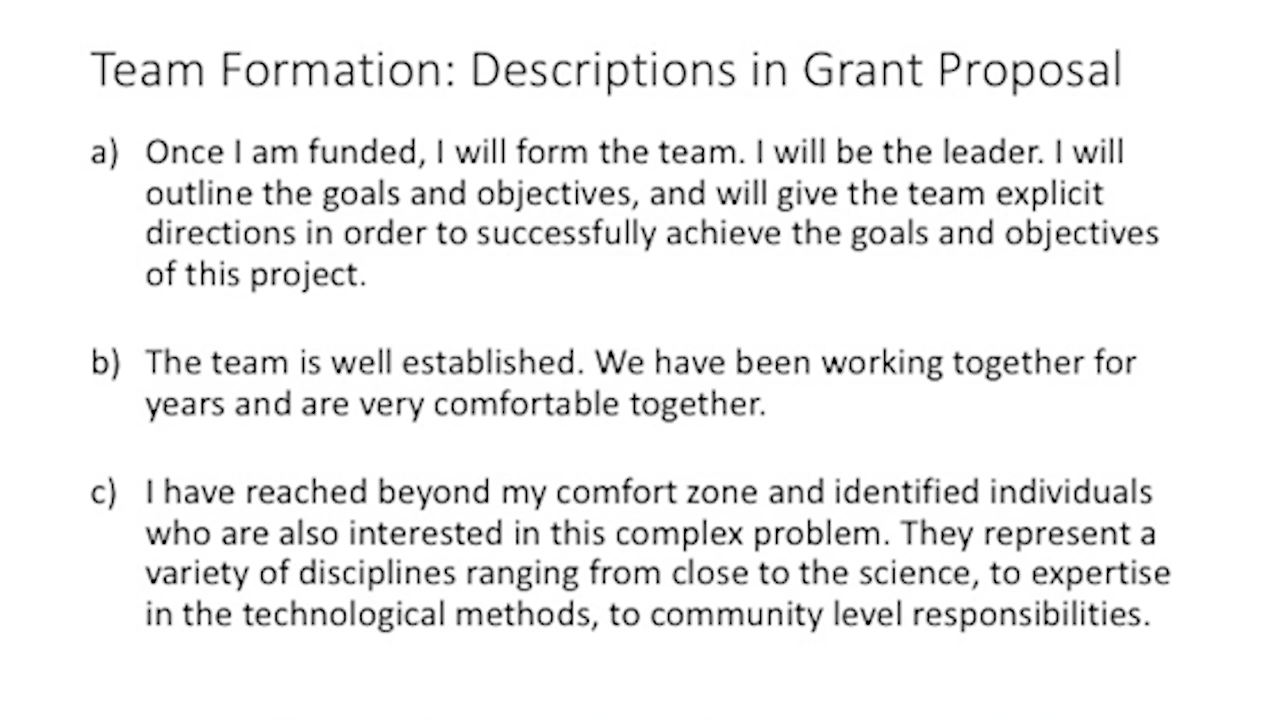 Team Formation: Descriptions in Grant Proposal
a) Once I am funded, I will form the team. I will be the leader. I will
outline the goals and objectives, and will give the team explicit
directions in order to successfully achieve the goals and objectives
of this project.
b) The team is well established. We have been working together for
years and are very comfortable together.
c) I have reached beyond my comfort zone and identified individuals
who are also interested in this complex problem. They represent a
variety of disciplines ranging from close to the science, to expertise
in the technological methods, to community level responsibilities.